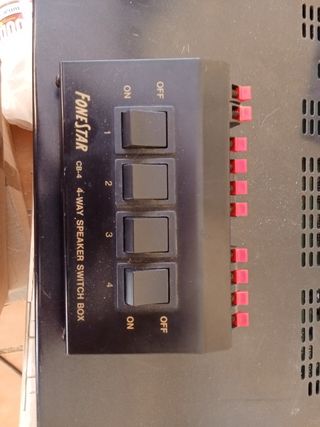 FONESTAR
CB-4   4-WAY SPEAKER SWITCH BOX
OFF
ON
1
2
3
4
ON
OFF